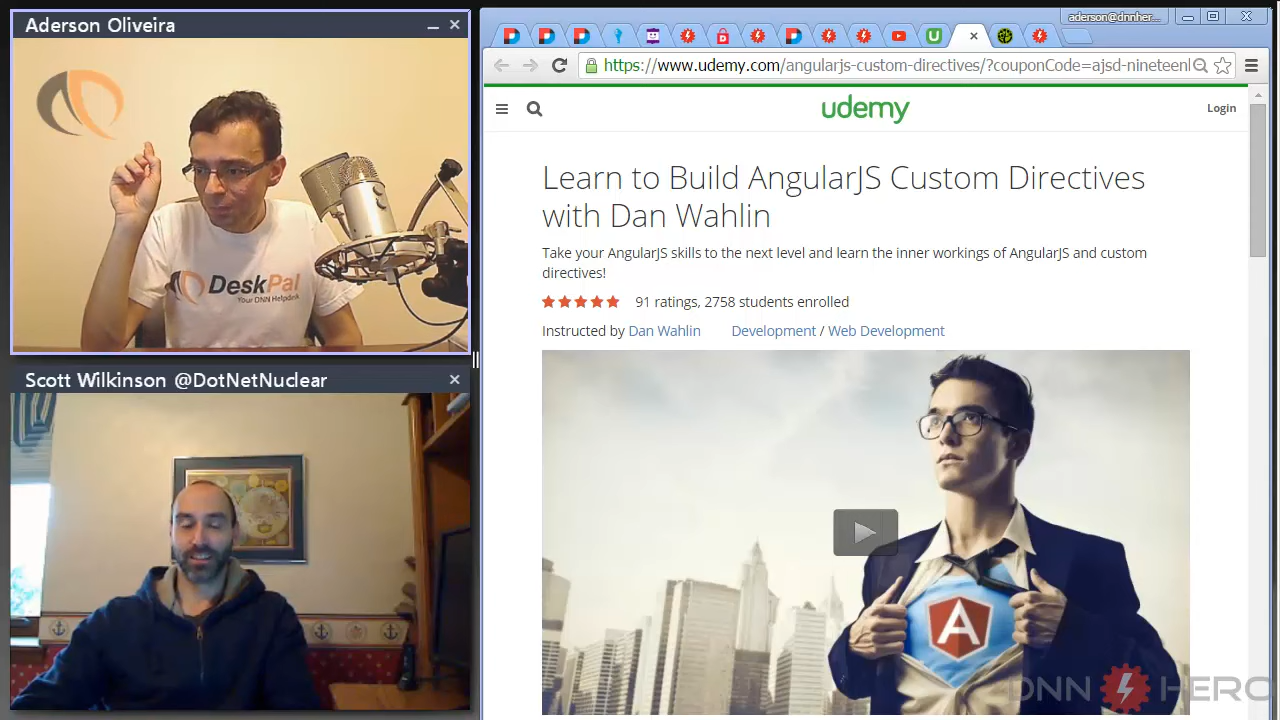 Aderson Oliveira
DeskPal
Your DNN Helpdesk
Scott Wilkinson @DotNetNuclear
aderson@dnnher...
https://www.udemy.com/angularjs-custom-directives/?couponCode=ajsd-nineteenl
udemy
Login
Learn to Build AngularJS Custom Directives
with Dan Wahlin
Take your AngularJS skills to the next level and learn the inner workings of AngularJS and custom
directives!
91 ratings, 2758 students enrolled
Instructed by Dan Wahlin Development / Web Development
A
DNN HERO